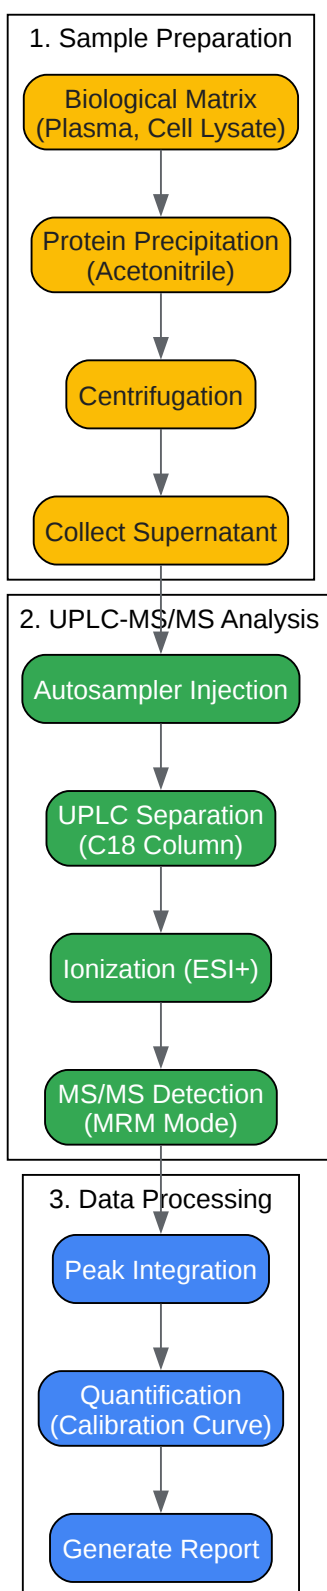 1. Sample Preparation
Biological Matrix
(Plasma, Cell Lysate)
Protein Precipitation
(Acetonitrile)
Centrifugation
Collect Supernatant
2. UPLC-MS/MS Analysis
Autosampler Injection
UPLC Separation
(C18 Column)
Ionization (ESI+)
MS/MS Detection
(MRM Mode)
3. Data Processing
Peak Integration
Quantification
(Calibration Curve)
Generate Report